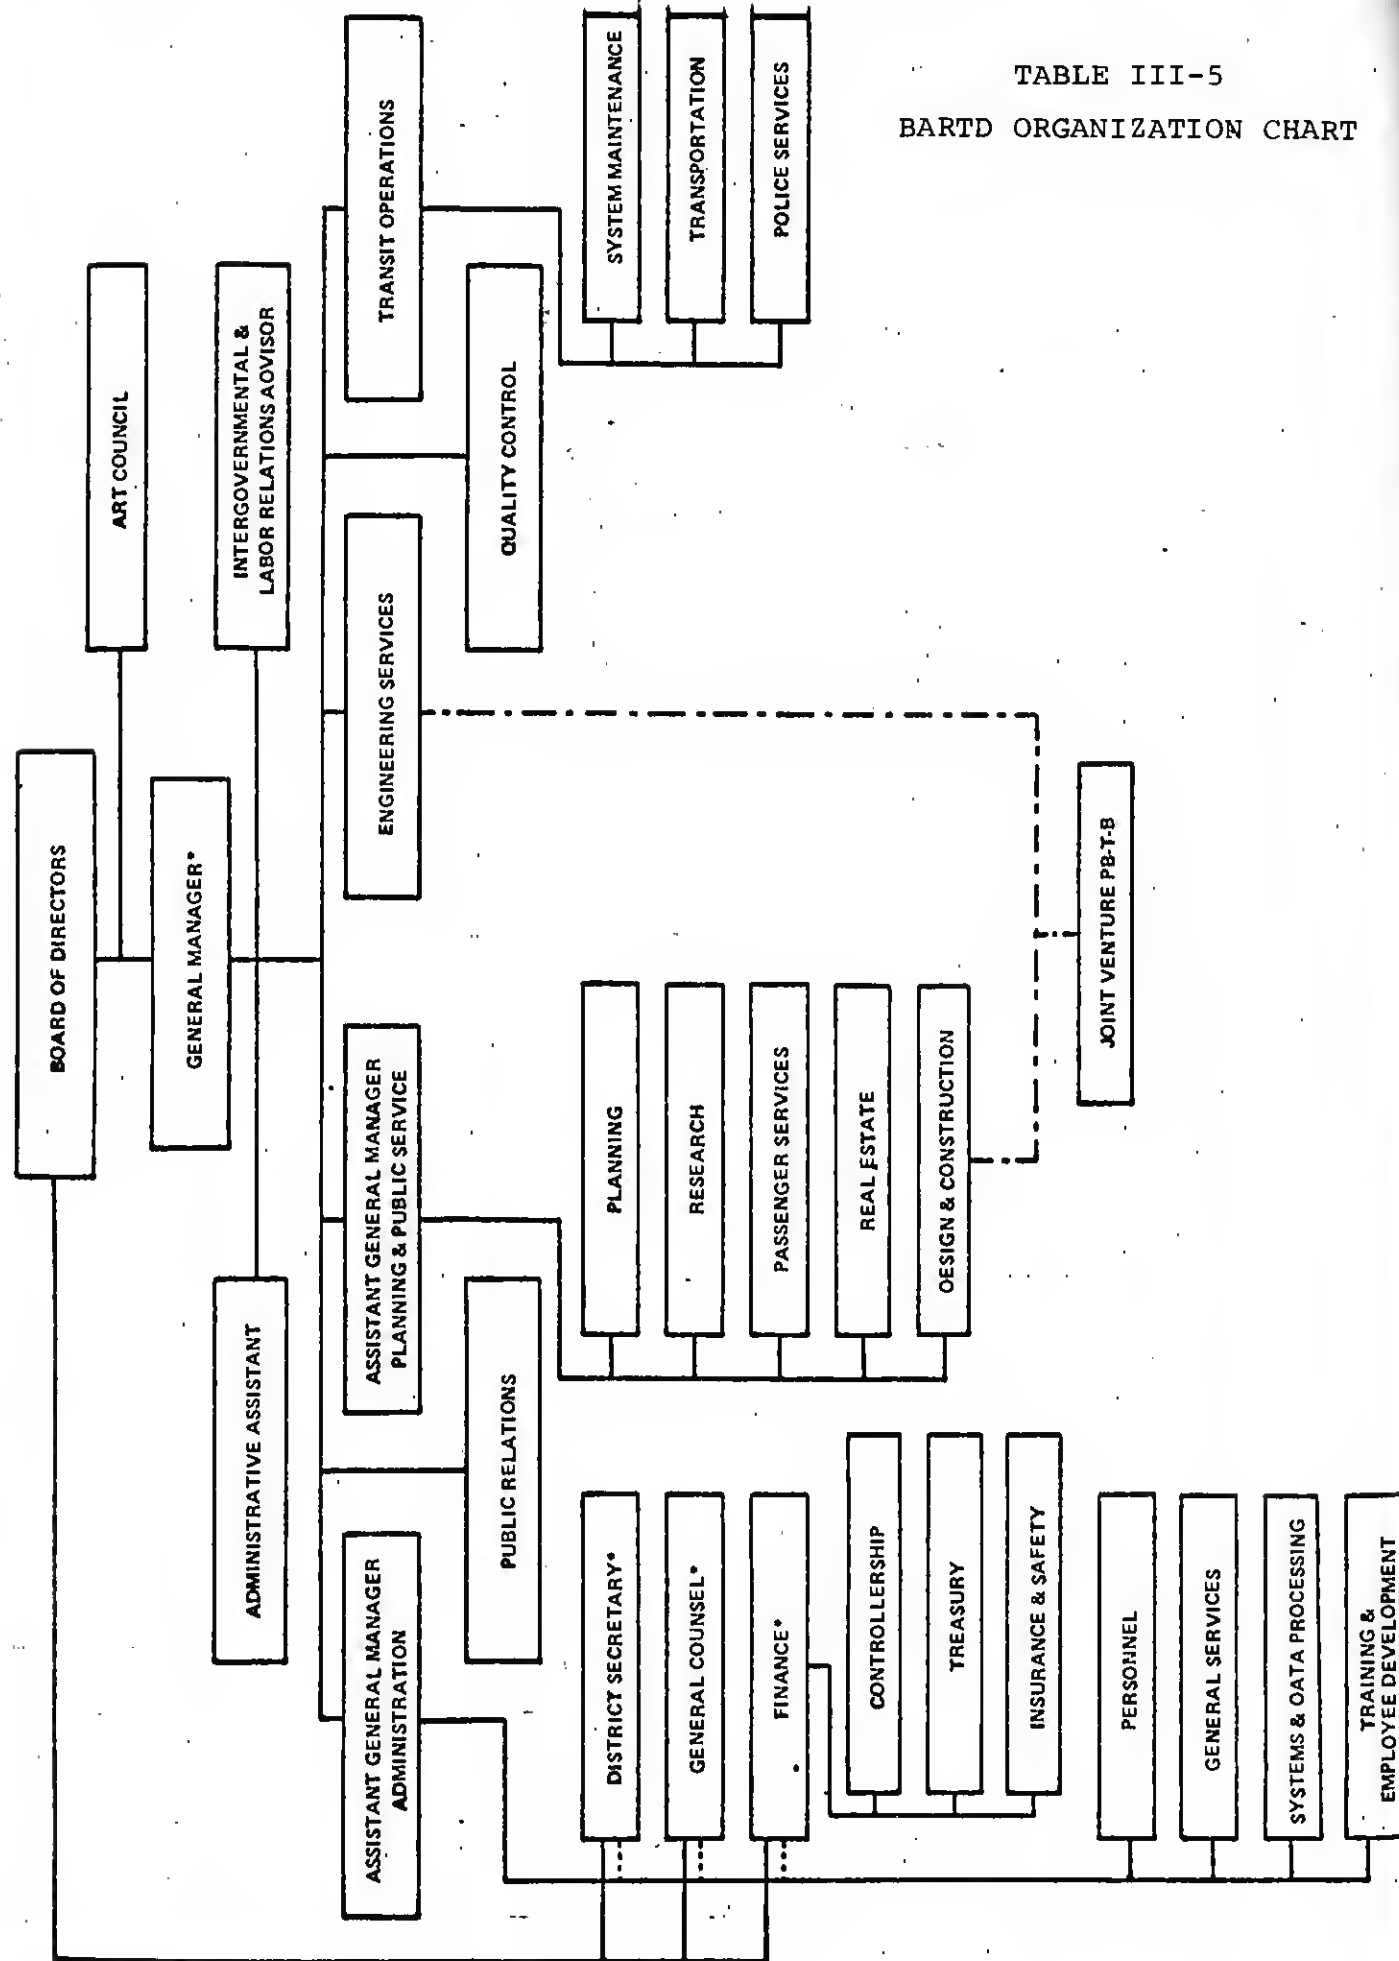 TABLE III-5
BARTD ORGANIZATION CHART
BOARD OF DIRECTORS
ART COUNCIL
GENERAL MANAGER*
ADMINISTRATIVE ASSISTANT
INTERGOVERNMENTAL &
LABOR RELATIONS AOVISOR
ASSISTANT GENERAL MANAGER
ADMINISTRATION
ASSISTANT GENERAL MANAGER
PLANNING & PUBLIC SERVICE
ENGINEERING SERVICES
TRANSIT OPERATIONS
PUBLIC RELATIONS
QUALITY CONTROL
DISTRICT SECRETARY*
GENERAL COUNSEL*
FINANCE*
CONTROLLERSHIP
TREASURY
INSURANCE & SAFETY
PERSONNEL
GENERAL SERVICES
SYSTEMS & OATA PROCESSING
TRAINING &
EMPLOYEE DEVELOPMENT
PLANNING
RESEARCH
PASSENGER SERVICES
REAL ESTATE
OESIGN & CONSTRUCTION
JOINT VENTURE PB-T-B
SYSTEM MAINTENANCE
TRANSPORTATION
POLICE SERVICES